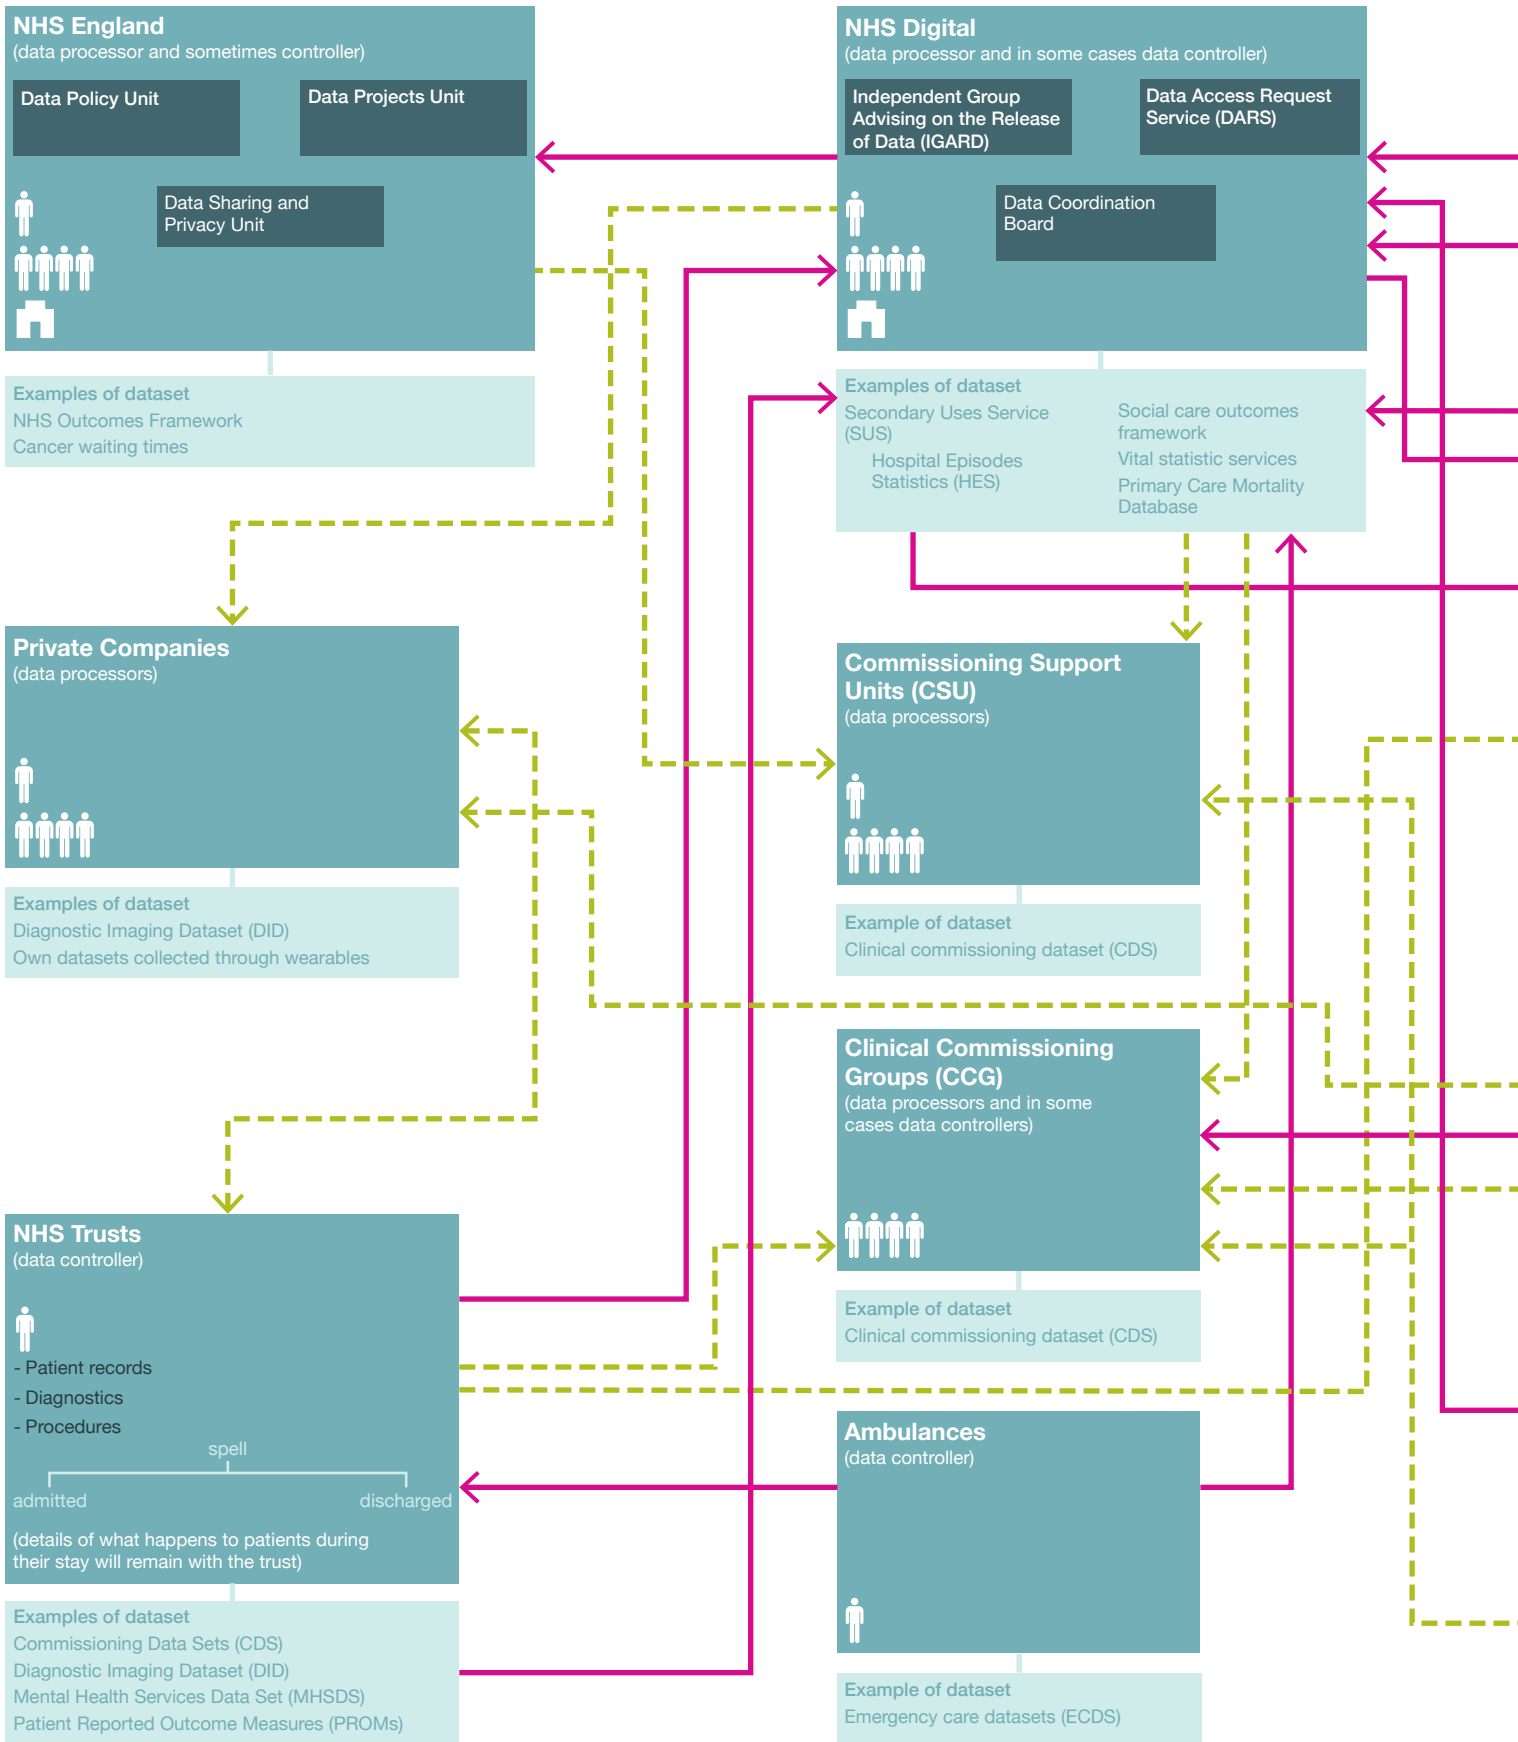 NHS England
(data processor and sometimes controller)
Data Policy Unit
Data Projects Unit
Data Sharing and
Privacy Unit
Examples of dataset
NHS Outcomes Framework
Cancer waiting times
NHS Digital
(data processor and in some cases data controller)
Independent Group
Advising on the Release
of Data (IGARD)
Data Access Request
Service (DARS)
Data Coordination
Board
Examples of dataset
Secondary Uses Service
(SUS)
Hospital Episodes
Statistics (HES)
Social care outcomes
framework
Vital statistic services
Primary Care Mortality
Database
Private Companies
(data processors)
Examples of dataset
Diagnostic Imaging Dataset (DID)
Own datasets collected through wearables
Commissioning Support
Units (CSU)
(data processors)
Example of dataset
Clinical commissioning dataset (CDS)
Clinical Commissioning
Groups (CCG)
(data processors and in some
cases data controllers)
Example of dataset
Clinical commissioning dataset (CDS)
NHS Trusts
(data controller)
- Patient records
- Diagnostics
- Procedures
spell
admitted
discharged
(details of what happens to patients during
their stay will remain with the trust)
Examples of dataset
Commissioning Data Sets (CDS)
Diagnostic Imaging Dataset (DID)
Mental Health Services Data Set (MHSDS)
Patient Reported Outcome Measures (PROMs)
Ambulances
(data controller)
Example of dataset
Emergency care datasets (ECDS)